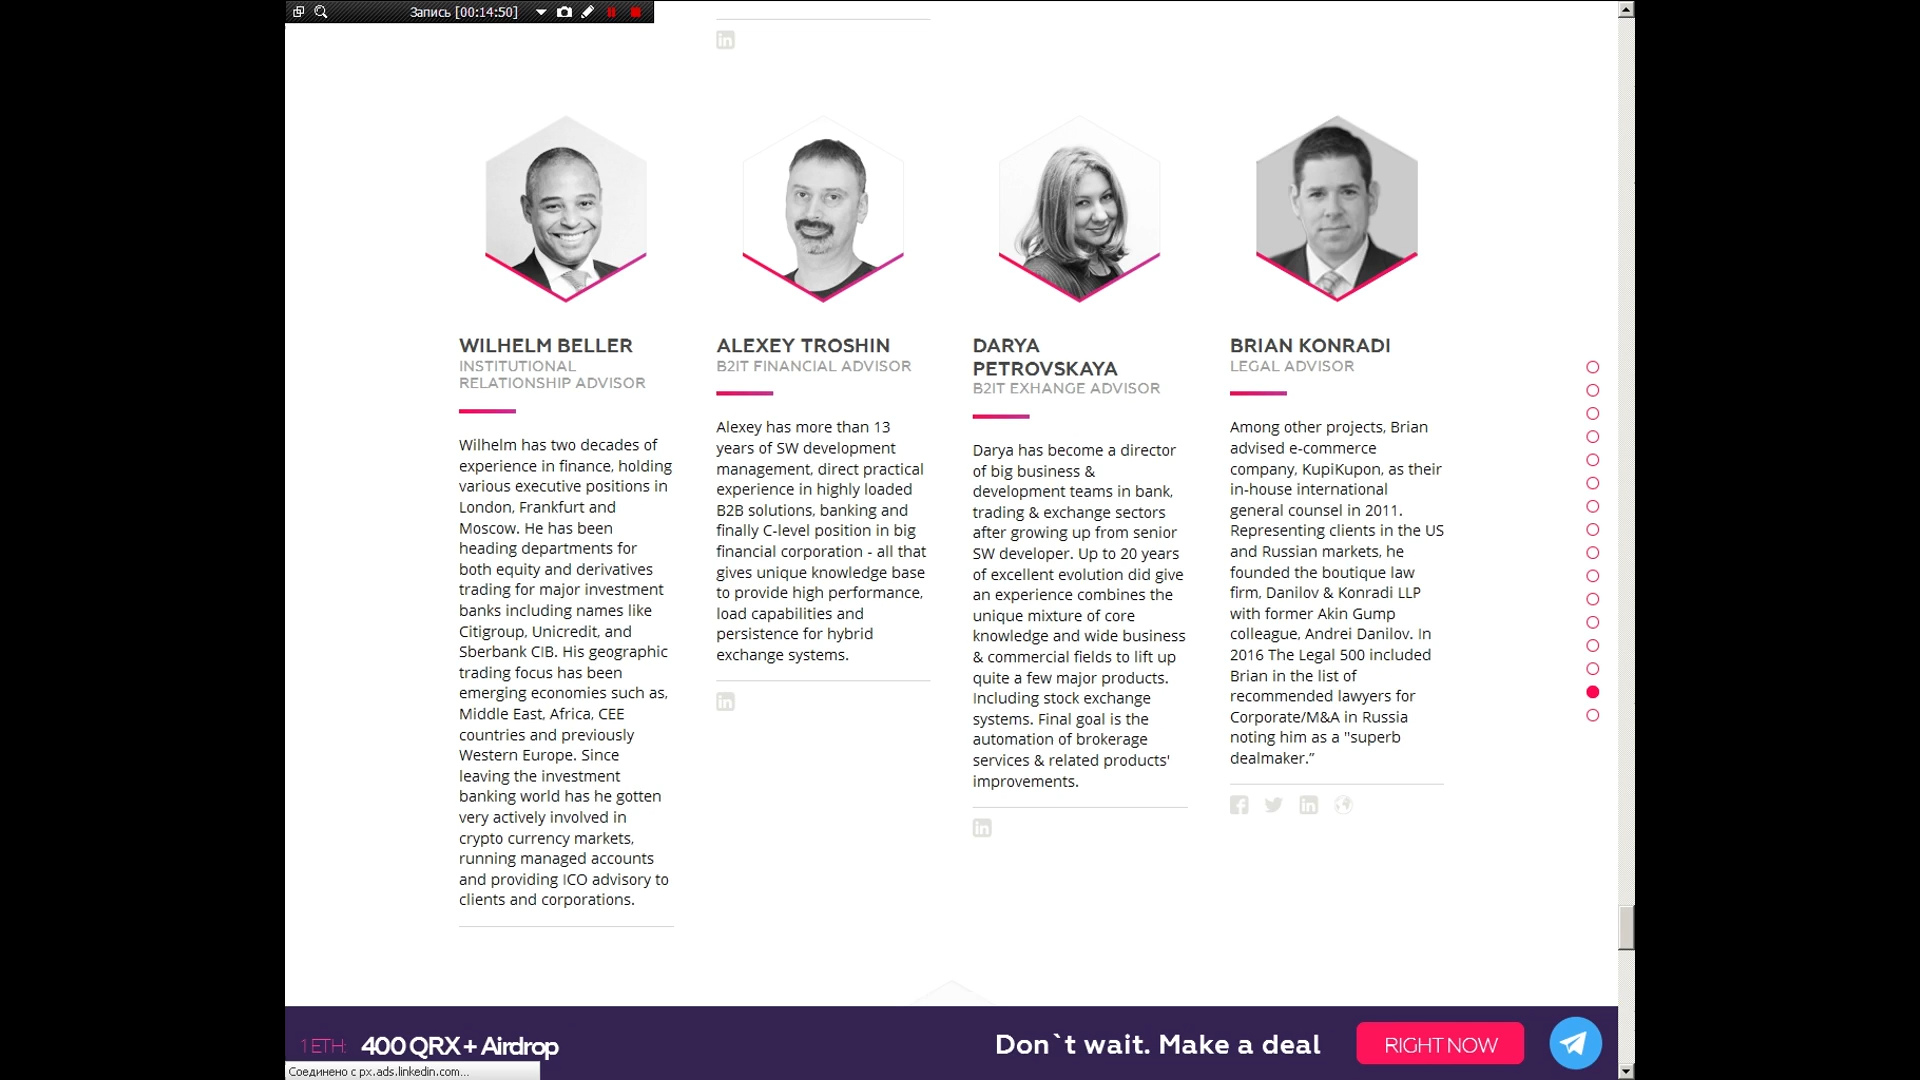 Запись [00:14:50]
WILHELM BELLER
INSTITUTIONAL
RELATIONSHIP ADVISOR
Wilhelm has two decades of
experience in finance, holding
various executive positions in
London, Frankfurt and
Moscow. He has been
heading departments for
both equity and derivatives
trading for major investment
banks including names like
Citigroup, Unicredit, and
Sberbank CIB. His geographic
trading focus has been
emerging economies such as,
Middle East, Africa, CEE
countries and previously
Western Europe. Since
leaving the investment
banking world has he gotten
very actively involved in
crypto currency markets,
running managed accounts
and providing ICO advisory to
clients and corporations.
ALEXEY TROSHIN
B2IT FINANCIAL ADVISOR
Alexey has more than 13
years of SW development
management, direct practical
experience in highly loaded
B2B solutions, banking and
finally C-level position in big
financial corporation - all that
gives unique knowledge base
to provide high performance,
load capabilities and
persistence for hybrid
exchange systems.
in
DARYA
PETROVSKAYA
B2IT EXHANGE ADVISOR
Darya has become a director
of big business &
development teams in bank,
trading & exchange sectors
after growing up from senior
SW developer. Up to 20 years
of excellent evolution did give
an experience combines the
unique mixture of core
knowledge and wide business
& commercial fields to lift up
quite a few major products.
Including stock exchange
systems. Final goal is the
automation of brokerage
services & related products'
improvements.
in
BRIAN KONRADI
LEGAL ADVISOR
Among other projects, Brian
advised e-commerce
company, KupiKupon, as their
in-house international
general counsel in 2011.
Representing clients in the US
and Russian markets, he
founded the boutique law
firm, Danilov & Konradi LLP
with former Akin Gump
colleague, Andrei Danilov. In
2016 The Legal 500 included
Brian in the list of
recommended lawyers for
Corporate/M&A in Russia
noting him as a "superb
dealmaker.”
in
1 ETH: 400 QRX + Airdrop
Don`t wait. Make a deal
RIGHT NOW
Соединено с px.ads.linkedin.com...